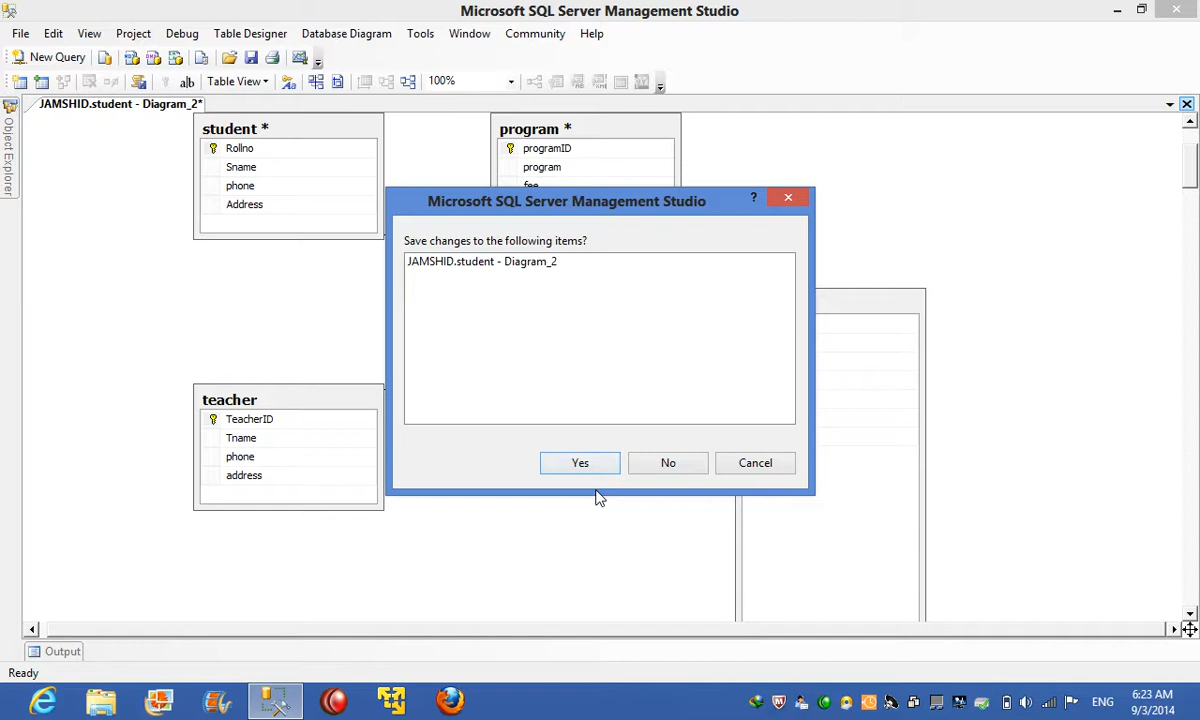 Microsoft SQL Server Management Studio
File Edit View Project Debug Table Designer Database Diagram Tools Window Community Help
New Query
Table View 100%
JAMSHID.student - Diagram_2*
Object Explorer
student *
Rollno
Sname
phone
Address
program *
programID
program
fee
Microsoft SQL Server Management Studio
?
Save changes to the following items?
JAMSHID.student - Diagram_2
Yes No Cancel
teacher
TeacherID
Tname
phone
address
Output
Ready
ENG
6:23 AM
9/3/2014